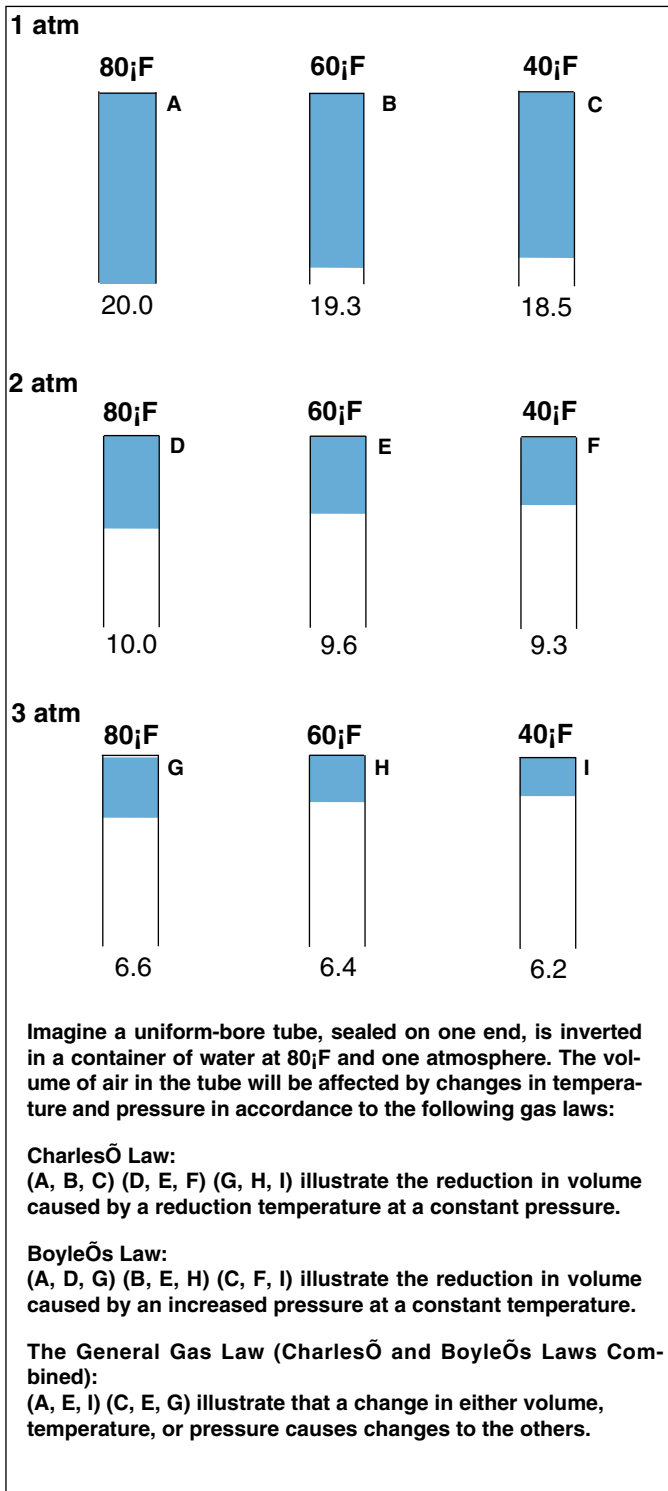 1 atm
80¡F 60¡F 40¡F
A B C
20.0 19.3 18.5
2 atm
80¡F 60¡F 40¡F
D E F
10.0 9.6 9.3
3 atm
80¡F 60¡F 40¡F
G H I
6.6 6.4 6.2
Imagine a uniform-bore tube, sealed on one end, is inverted
in a container of water at 80¡F and one atmosphere. The vol-
ume of air in the tube will be affected by changes in tempera-
ture and pressure in accordance to the following gas laws:
CharlesÕ Law:
(A, B, C) (D, E, F) (G, H, I) illustrate the reduction in volume
caused by a reduction temperature at a constant pressure.
BoyleÕs Law:
(A, D, G) (B, E, H) (C, F, I) illustrate the reduction in volume
caused by an increased pressure at a constant temperature.
The General Gas Law (CharlesÕ and BoyleÕs Laws Com-
bined):
(A, E, I) (C, E, G) illustrate that a change in either volume,
temperature, or pressure causes changes to the others.